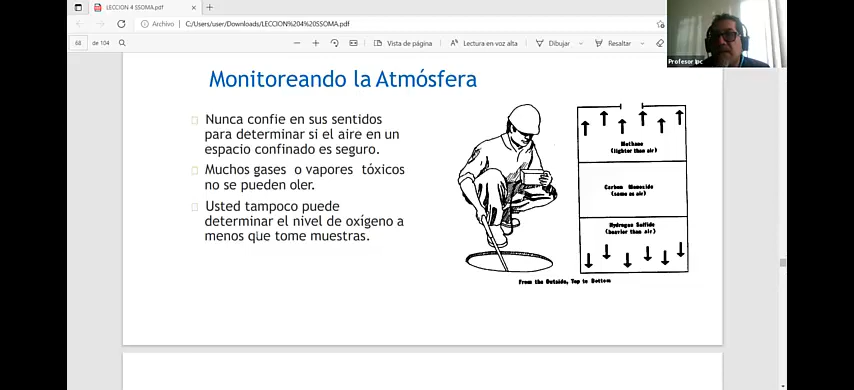 LECCION 4 SSOMA.pdf
Archivo
C:/Users/user/Downloads/LECCION%204%20SSOMA.pdf
68 de 104
Vista de página
Lectura en voz alta
Dibujar
Resaltar
Profesor Ipc
Monitoreando la Atmósfera
Nunca confie en sus sentidos
para determinar si el aire en un
espacio confinado es seguro.
Muchos gases o vapores tóxicos
no se pueden oler.
Usted tampoco puede
determinar el nivel de oxígeno a
menos que tome muestras.
Methane
(lighter than air)
Carbon Monoxide
(same as air)
Hydrogen Sulfide
(heavier than air)
From the Outside, Top to Bottom